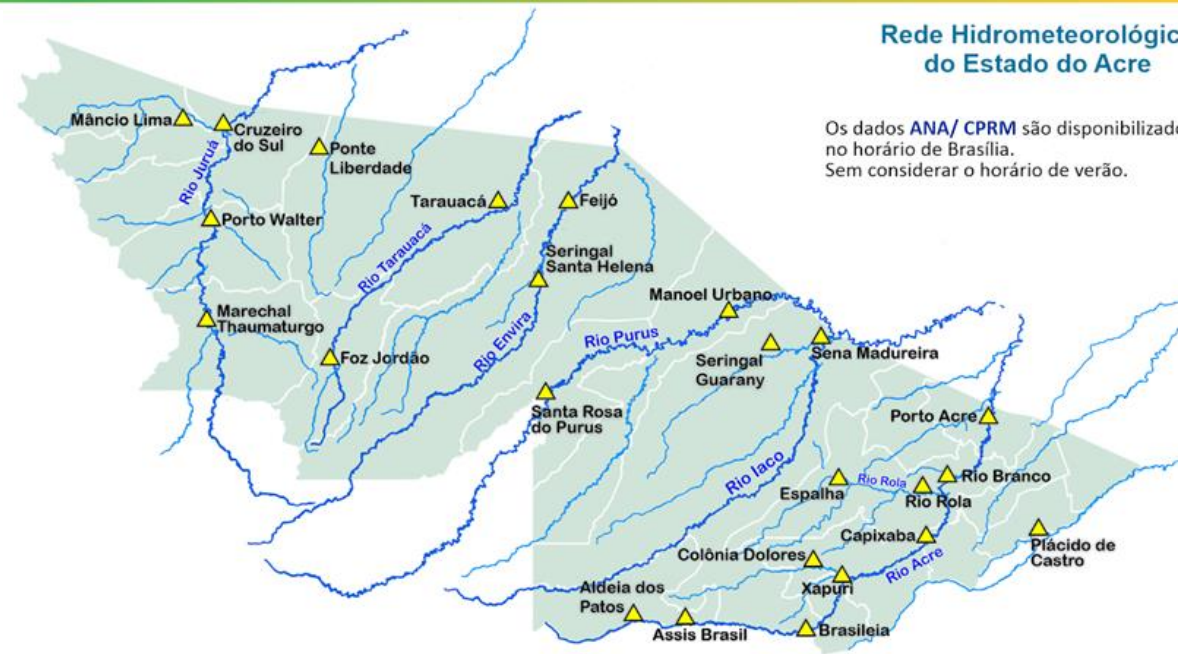 Rede Hidrometeorológic
do Estado do Acre
Os dados ANA/ CPRM são disponibilizado
no horário de Brasília.
Sem considerar o horário de verão.
Mâncio Lima
Cruzeiro
do Sul
Ponte
Liberdade
Rio Juruá
Tarauacá
Feijó
Porto Walter
Rio Tarauacá
Seringal
Santa Helena
Manoel Urbano
Marechal
Thaumaturgo
Rio Envira
Rio Purus
Foz Jordão
Seringal
Guarany
Sena Madureira
Santa Rosa
do Purus
Porto Acre
Rio Iaco
Espalha
Rio Rola
Rio Rola
Rio Branco
Capixaba
Plácido de
Castro
Colônia Dolores
Rio Acre
Xapuri
Aldeia dos
Patos
Assis Brasil
Brasileia